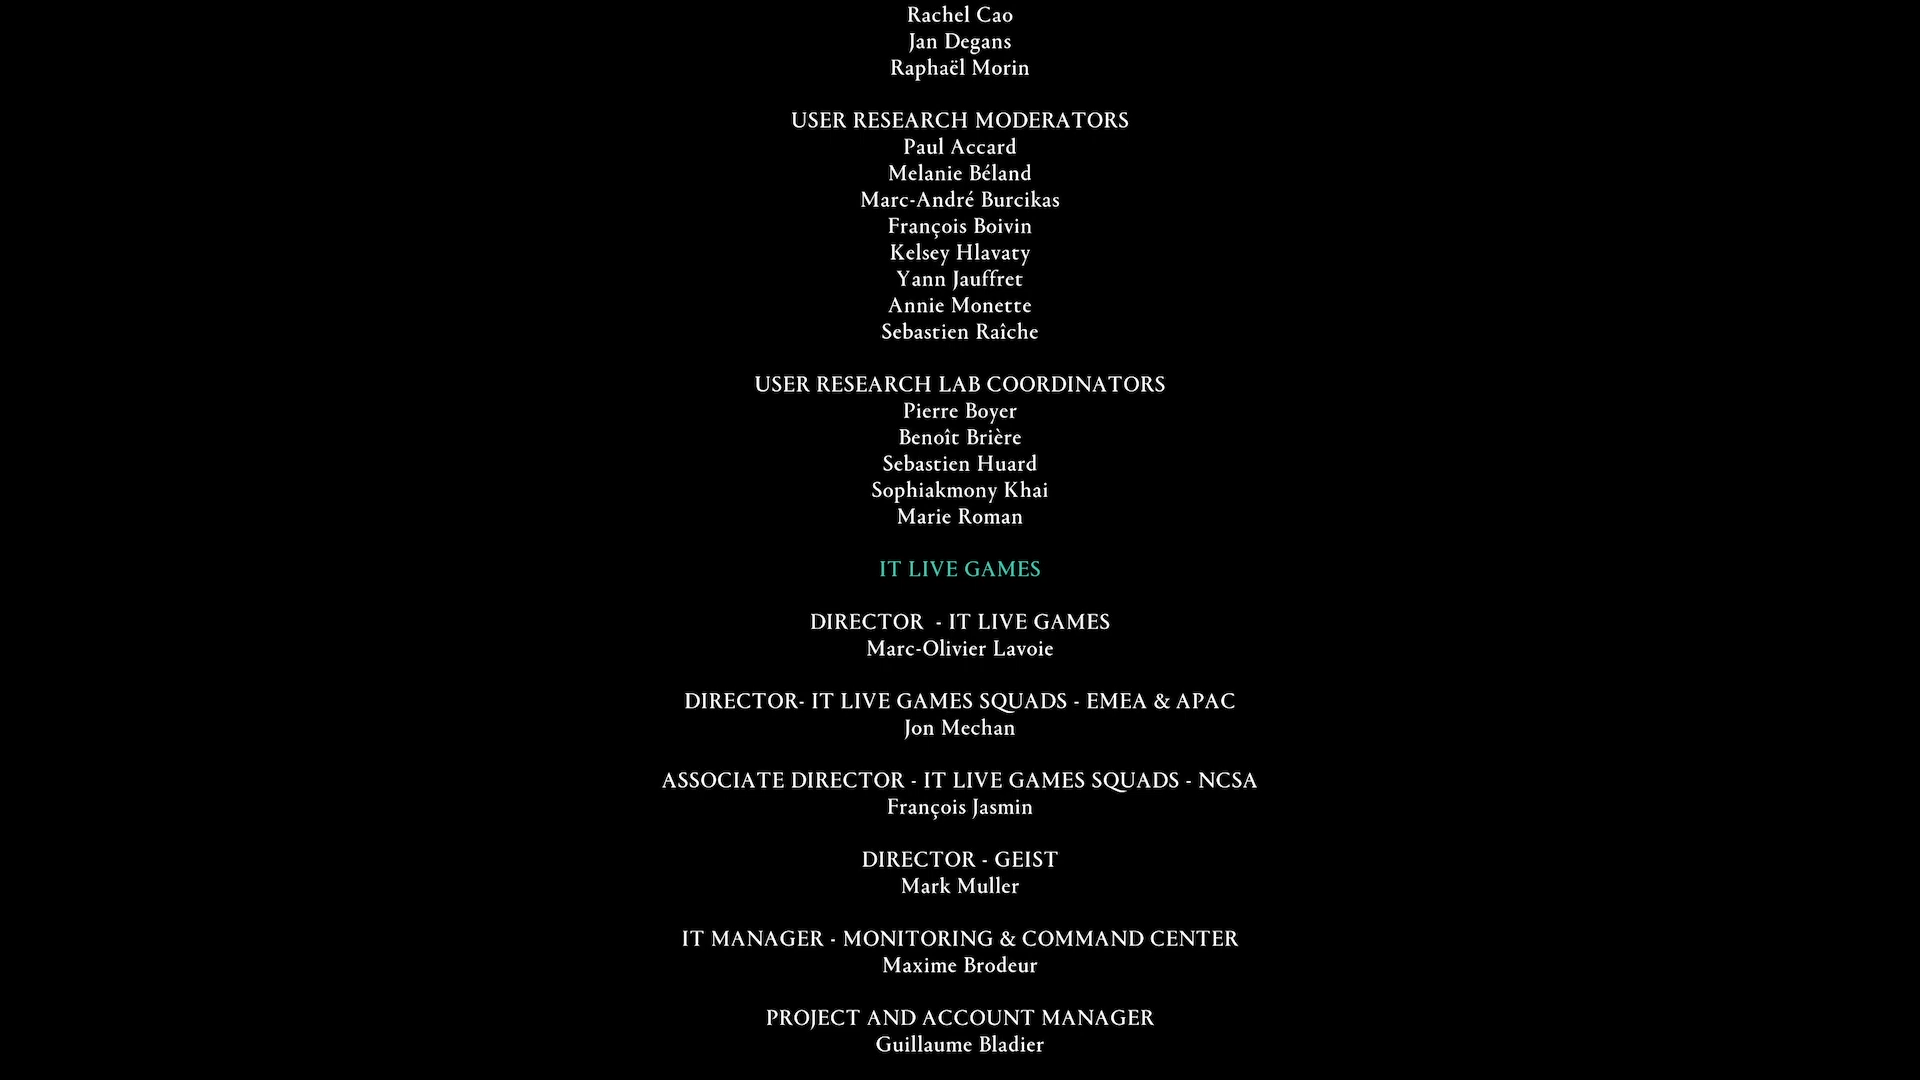 Rachel Cao
Jan Degans
Raphaël Morin
USER RESEARCH MODERATORS
Paul Accard
Melanie Béland
Marc-André Burcikas
François Boivin
Kelsey Hlavaty
Yann Jauffret
Annie Monette
Sebastien Raîche
USER RESEARCH LAB COORDINATORS
Pierre Boyer
Benoît Brière
Sebastien Huard
Sophiakmony Khai
Marie Roman
IT LIVE GAMES
DIRECTOR  - IT LIVE GAMES
Marc-Olivier Lavoie
DIRECTOR- IT LIVE GAMES SQUADS - EMEA & APAC
Jon Mechan
ASSOCIATE DIRECTOR - IT LIVE GAMES SQUADS - NCSA
François Jasmin
DIRECTOR - GEIST
Mark Muller
IT MANAGER - MONITORING & COMMAND CENTER
Maxime Brodeur
PROJECT AND ACCOUNT MANAGER
Guillaume Bladier